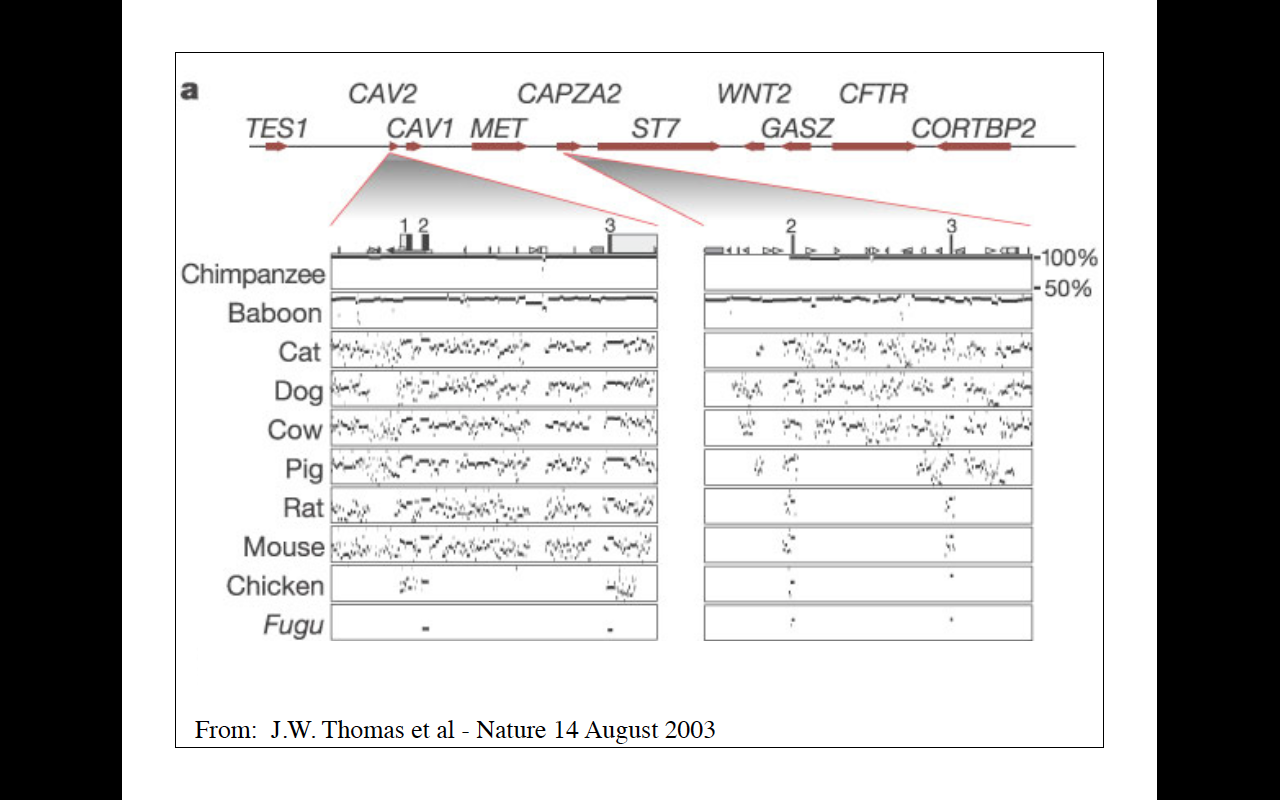 a
CAV2 CAPZA2 WNT2 CFTR
TES1 CAV1 MET ST7 GASZ CORTBP2
1 2 3 2 3
100%
Chimpanzee
50%
Baboon
Cat
Dog
Cow
Pig
Rat
Mouse
Chicken
Fugu
From: J.W. Thomas et al - Nature 14 August 2003